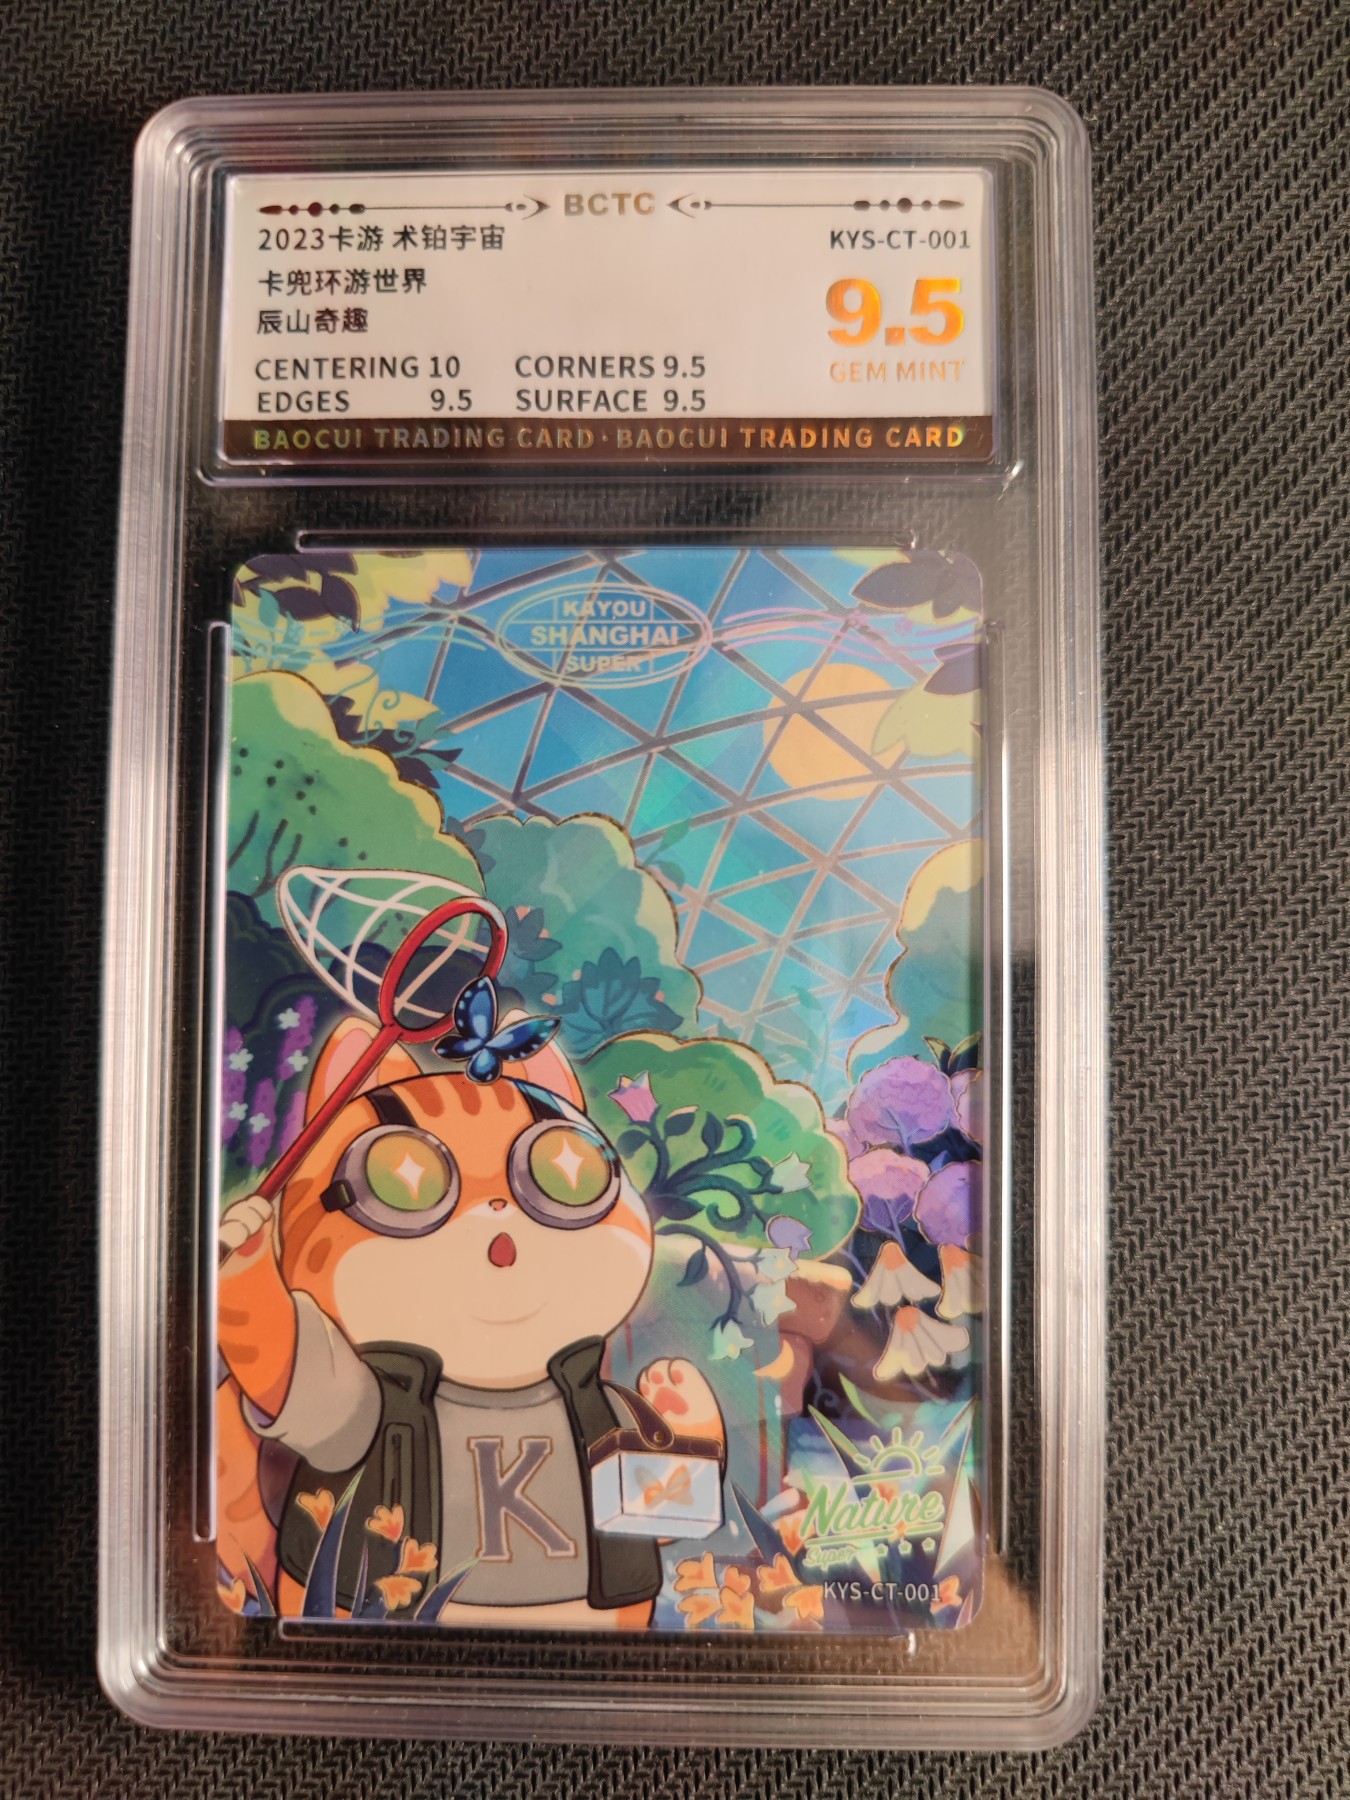 BCTC
2023卡游 术铂宇宙 KYS-CT-001
卡兜环游世界
辰山奇趣
9.5
GEM MINT
CENTERING 10 CORNERS 9.5
EDGES 9.5 SURFACE 9.5
BAOCUI TRADING CARD·BAOCUI TRADING CARD
KAYOU
SHANGHAI
SUPER
K
Nature
Super
KYS-CT-001